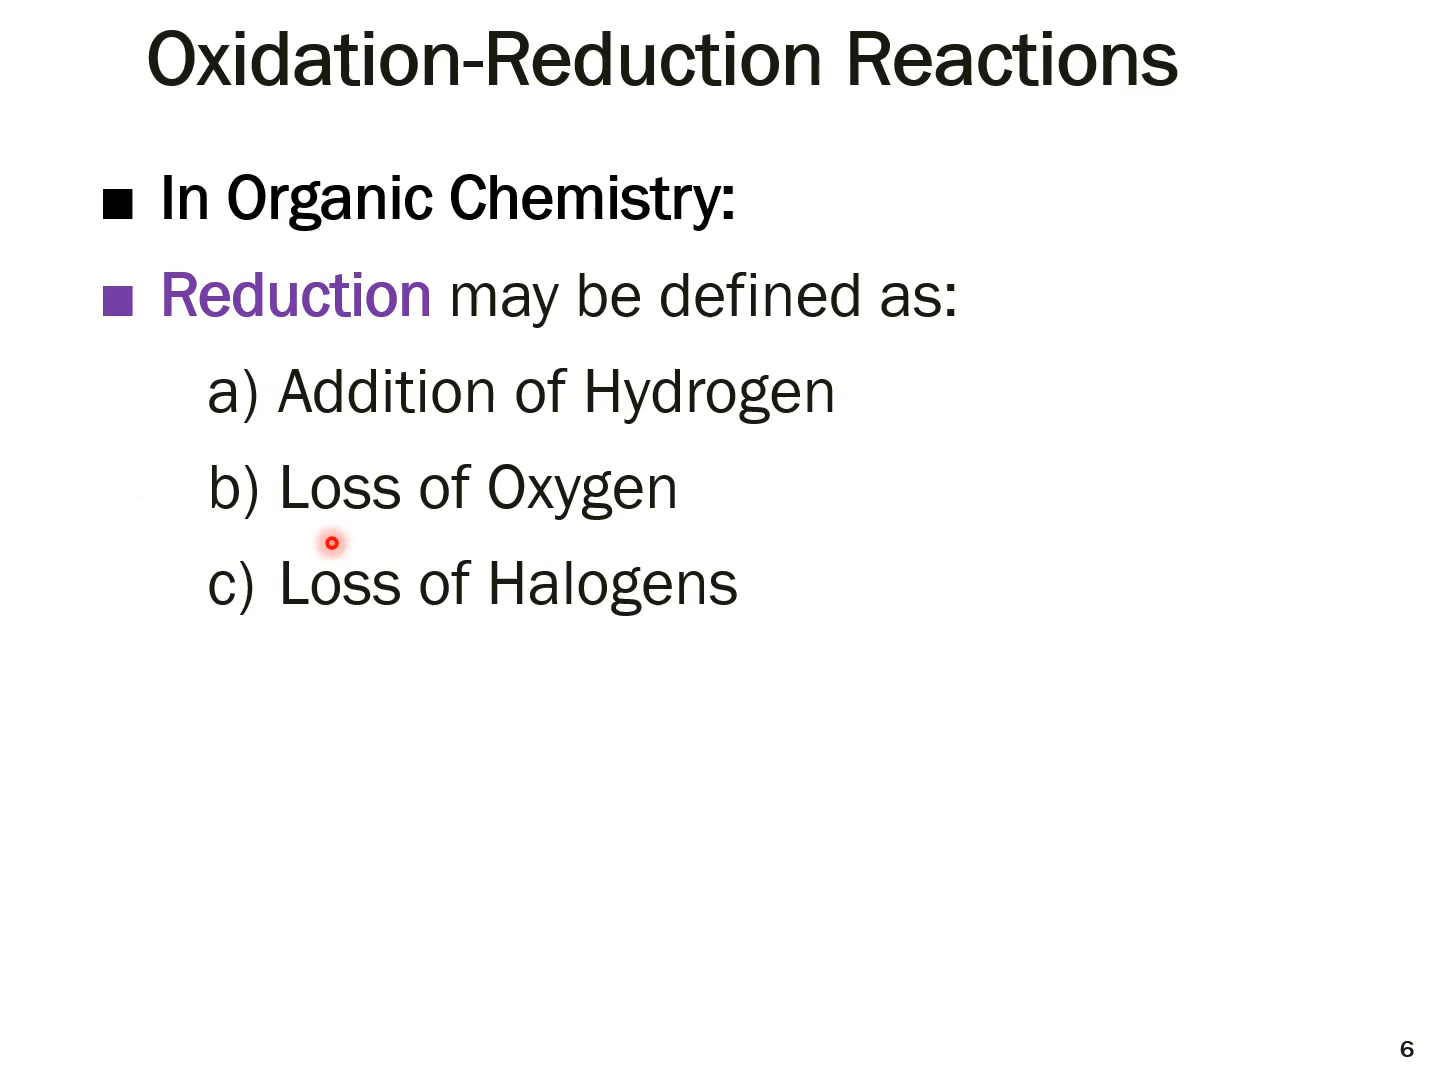 Oxidation-Reduction Reactions
■ In Organic Chemistry:
■ Reduction may be defined as:
a) Addition of Hydrogen
b) Loss of Oxygen
c) Loss of Halogens
6